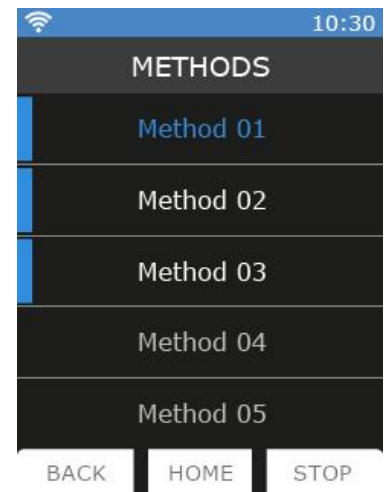 10:30
METHODS
Method 01
Method 02
Method 03
Method 04
Method 05
BACK HOME STOP